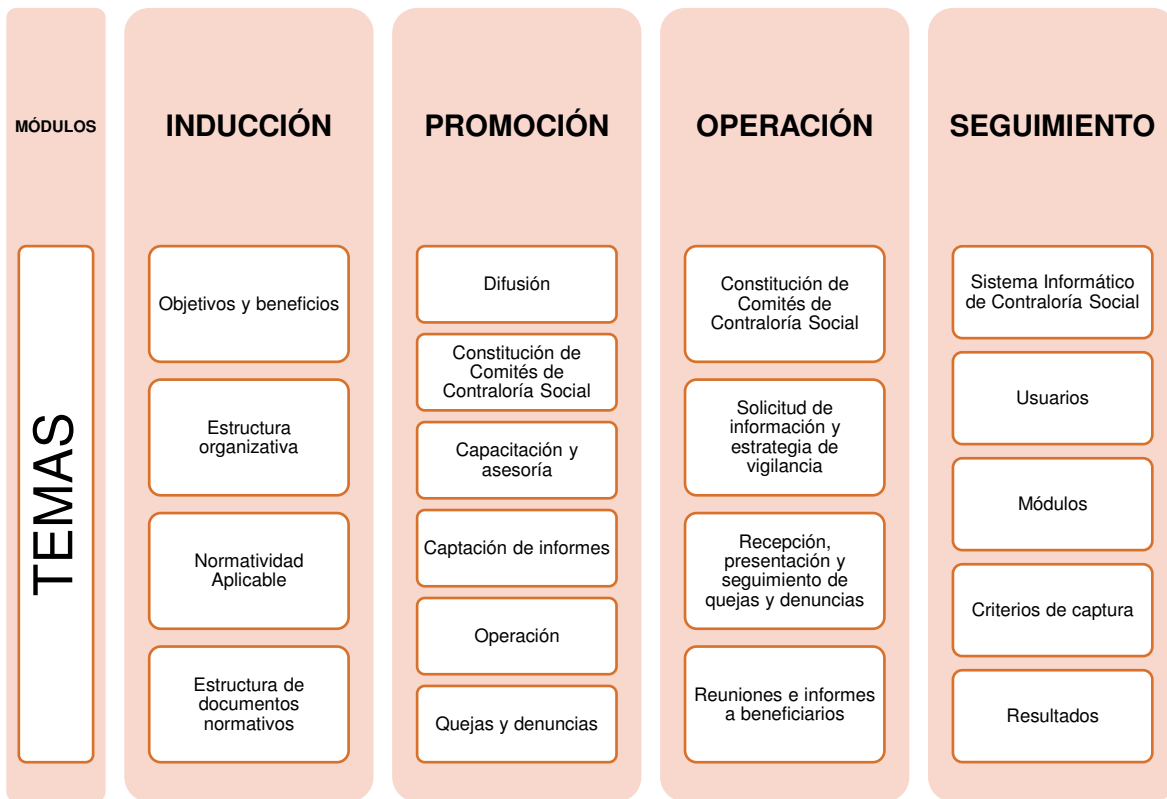 MÓDULOS
TEMAS
INDUCCIÓN
Objetivos y beneficios
Estructura
organizativa
Normatividad
Aplicable
Estructura de
documentos
normativos
PROMOCIÓN
Difusión
Constitución de
Comités de
Contraloría Social
Capacitación y
asesoría
Captación de informes
Operación
Quejas y denuncias
OPERACIÓN
Constitución de
Comités de
Contraloría Social
Solicitud de
información y
estrategia de
vigilancia
Recepción,
presentación y
seguimiento de
quejas y denuncias
Reuniones e informes
a beneficiarios
SEGUIMIENTO
Sistema Informático
de Contraloría Social
Usuarios
Módulos
Criterios de captura
Resultados